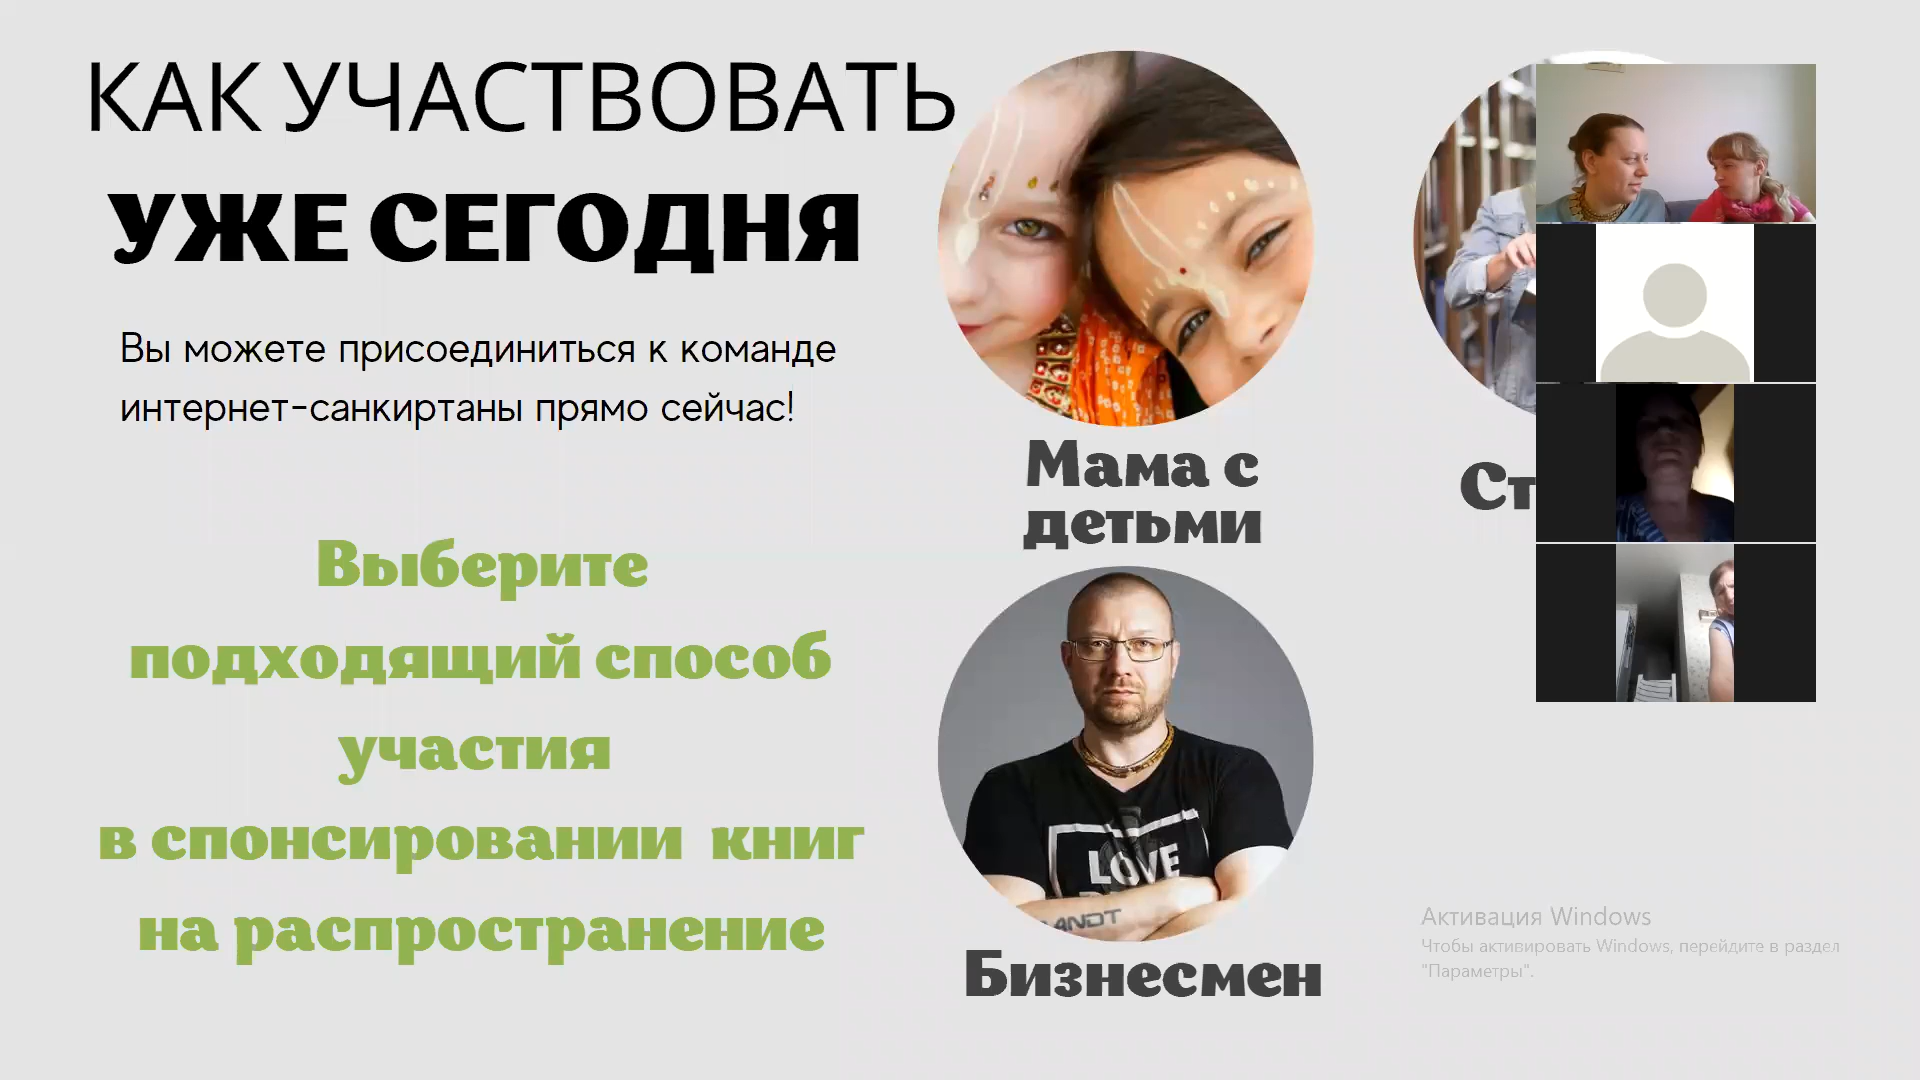 КАК УЧАСТВОВАТЬ
УЖЕ СЕГОДНЯ
Вы можете присоединиться к команде
интернет-санкиртаны прямо сейчас!
Выберите
подходящий способ
участия
в спонсировании книг
на распространение
Мама с
детьми
Ст
LOVE
Бизнесмен
Активация Windows
Чтобы активировать Windows, перейдите в раздел
"Параметры".